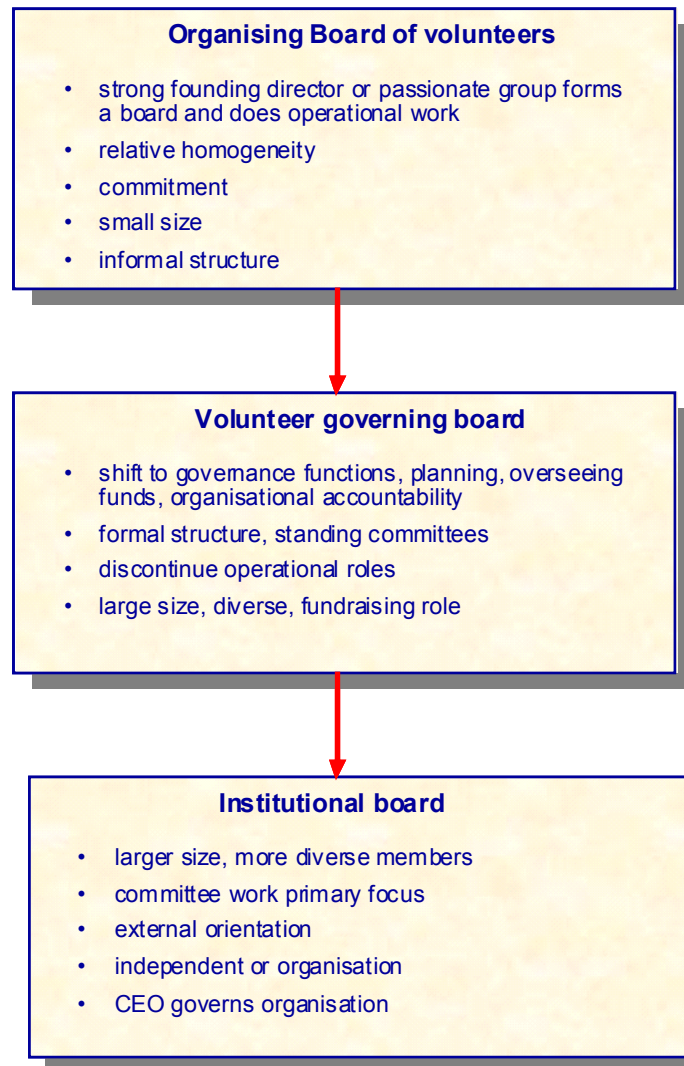 Organising Board of volunteers
• strong founding director or passionate group forms
a board and does operational work
• relative homogeneity
• commitment
• small size
• informal structure
Volunteer governing board
• shift to governance functions, planning, overseeing
funds, organisational accountability
• formal structure, standing committees
• discontinue operational roles
• large size, diverse, fundraising role
Institutional board
• larger size, more diverse members
• committee work primary focus
• external orientation
• independent or organisation
• CEO governs organisation